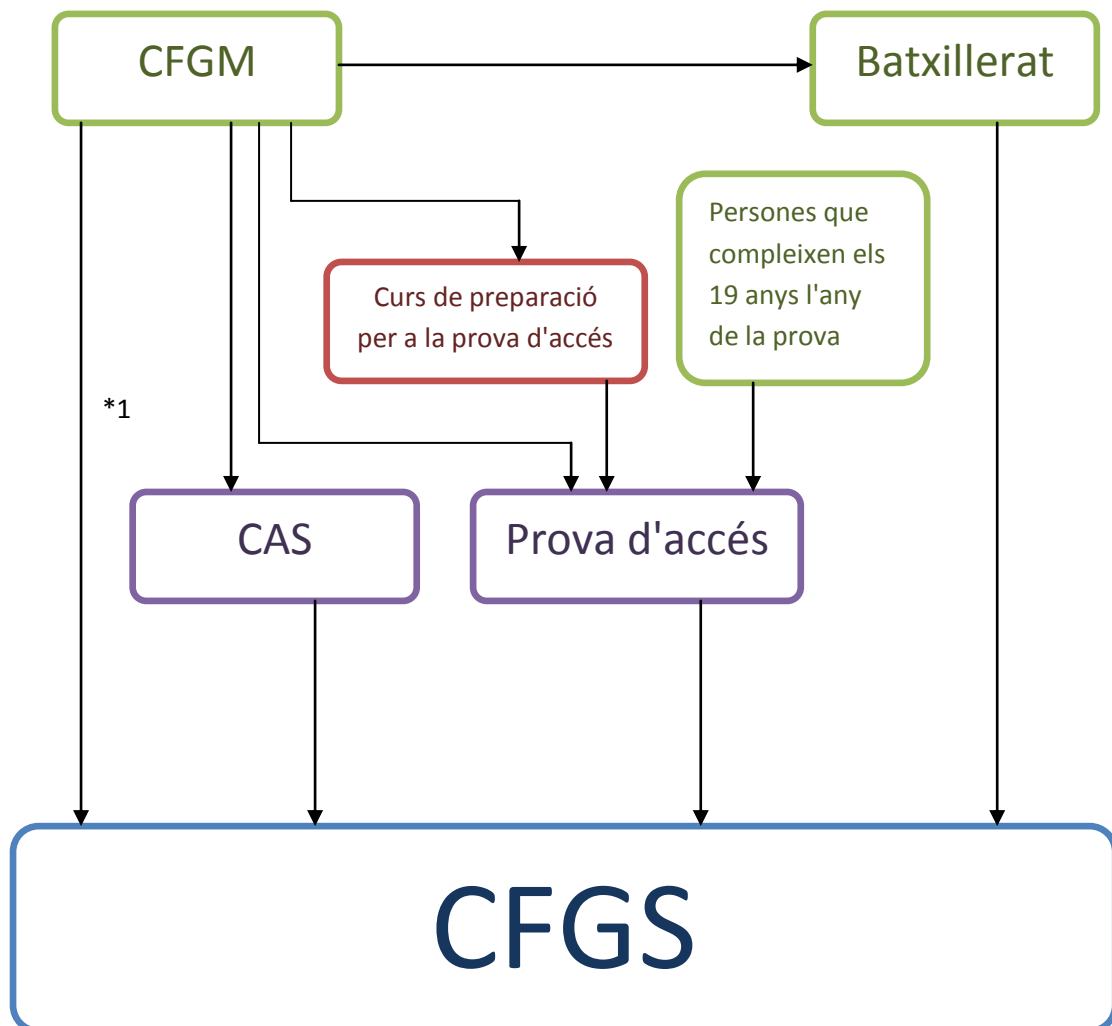 CFGM
Batxillerat
Persones que
compleixen els
19 anys l'any
de la prova
Curs de preparació
per a la prova d'accés
*1
CAS
Prova d'accés
CFGS